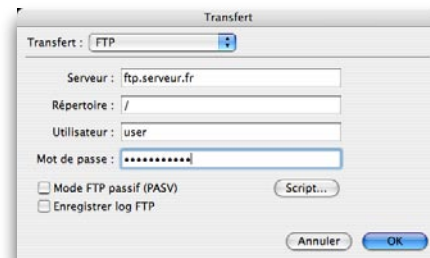 Transfert
Transfert : FTP
Serveur : ftp.serveur.fr
Répertoire : /
Utilisateur : user
Mot de passe : •••••••••••
Mode FTP passif (PASV) Script...
Enregistrer log FTP
Annuler OK